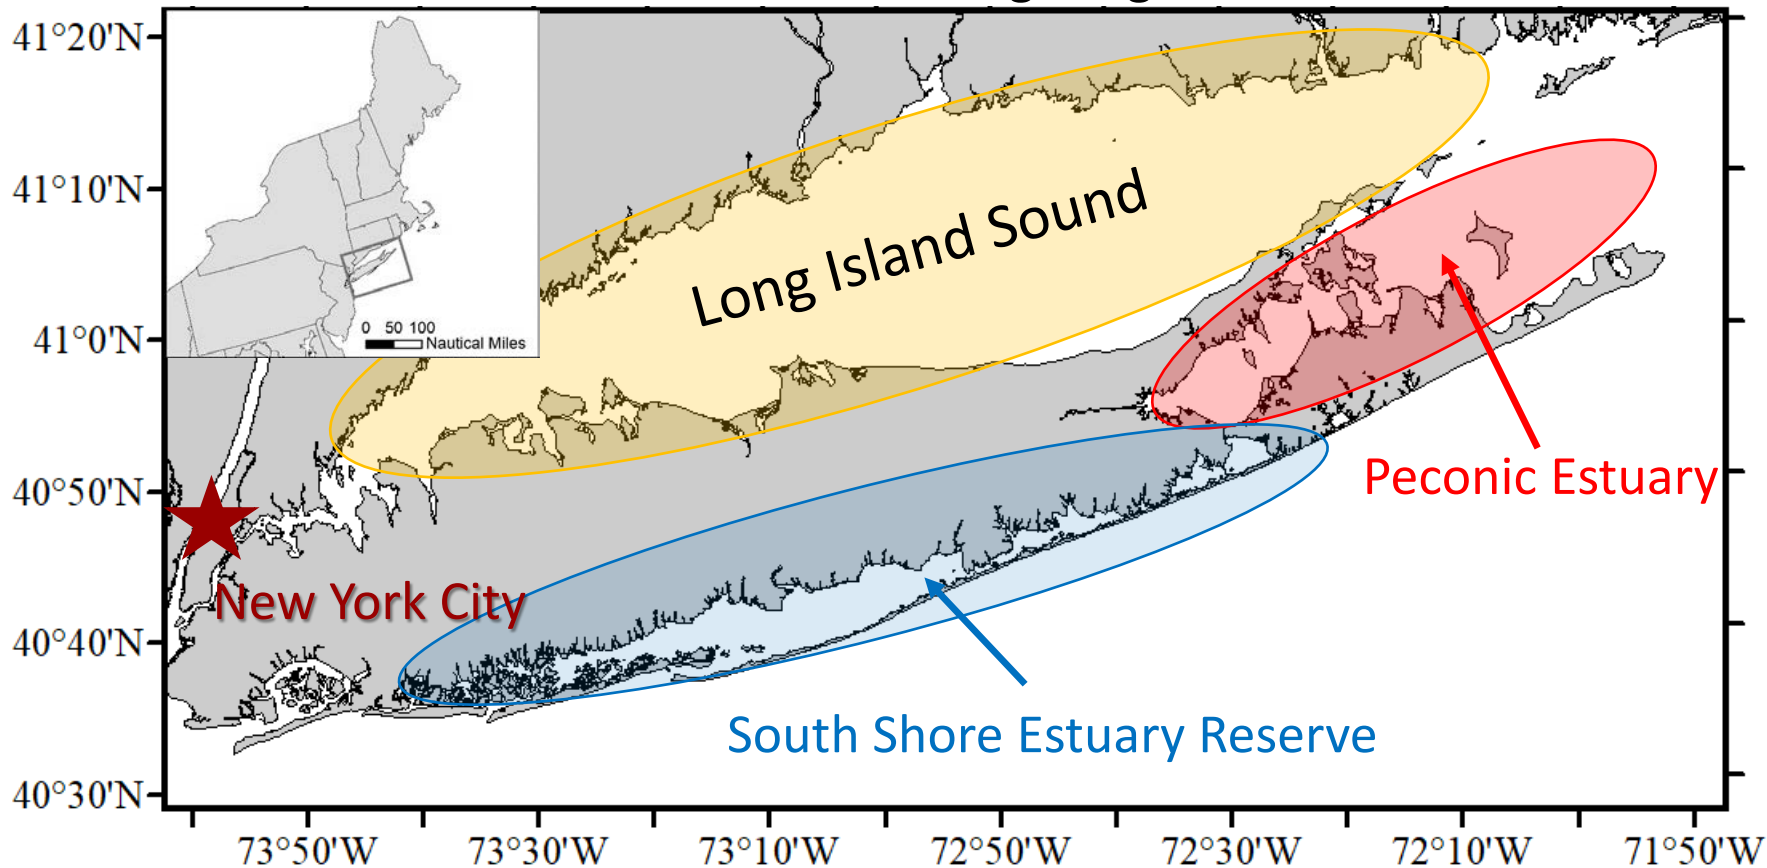 41°20'N
41°10'N
41°0'N
40°50'N
40°40'N
40°30'N
0 50 100
Nautical Miles
Long Island Sound
Peconic Estuary
New York City
South Shore Estuary Reserve
73°50'W 73°30'W 73°10'W 72°50'W 72°30'W 72°10'W 71°50'W